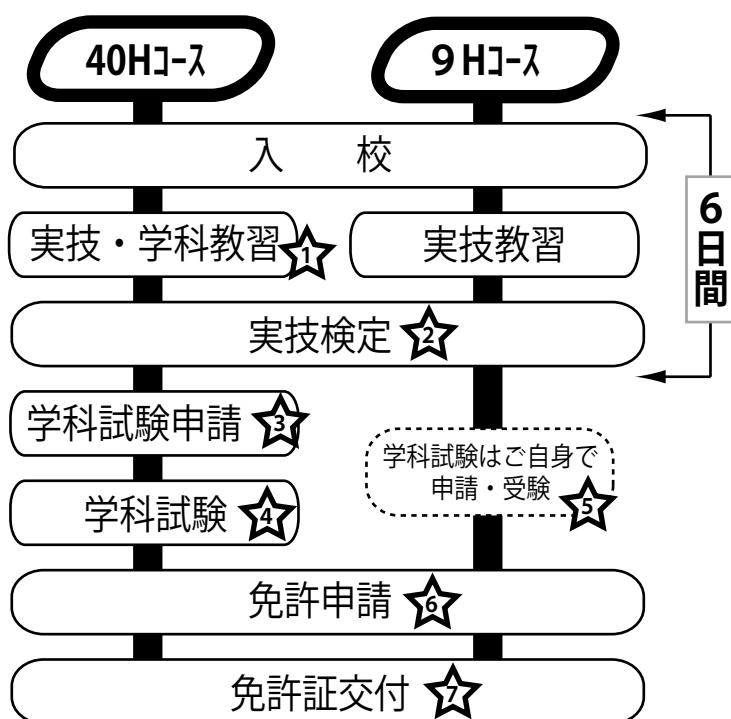 40Hコース
9Hコース
入　校
実技・学科教習 1
実技教習
6日間
実技検定 2
学科試験申請 3
学科試験はご自身で
申請・受験 5
学科試験 4
免許申請 6
免許証交付 7